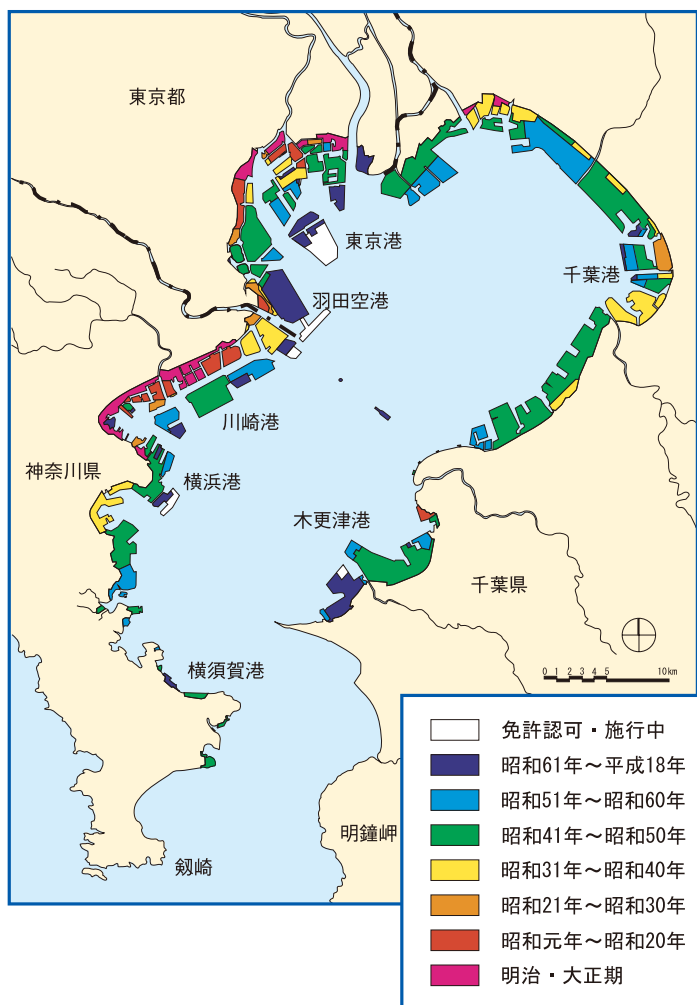 東京都
東京港
千葉港
羽田空港
川崎港
神奈川県
横浜港
木更津港
千葉県
横須賀港
0 1 2 3 4 5 10km
明鐘岬
剱崎
免許認可・施行中
昭和61年〜平成18年
昭和51年〜昭和60年
昭和41年〜昭和50年
昭和31年〜昭和40年
昭和21年〜昭和30年
昭和元年〜昭和20年
明治・大正期